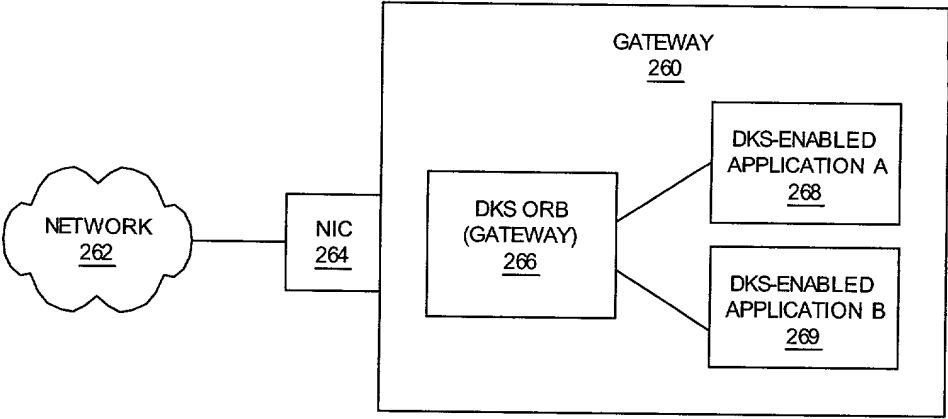 GATEWAY
260
NETWORK
262
NIC
264
DKS ORB
(GATEWAY)
266
DKS-ENABLED
APPLICATION A
268
DKS-ENABLED
APPLICATION B
269